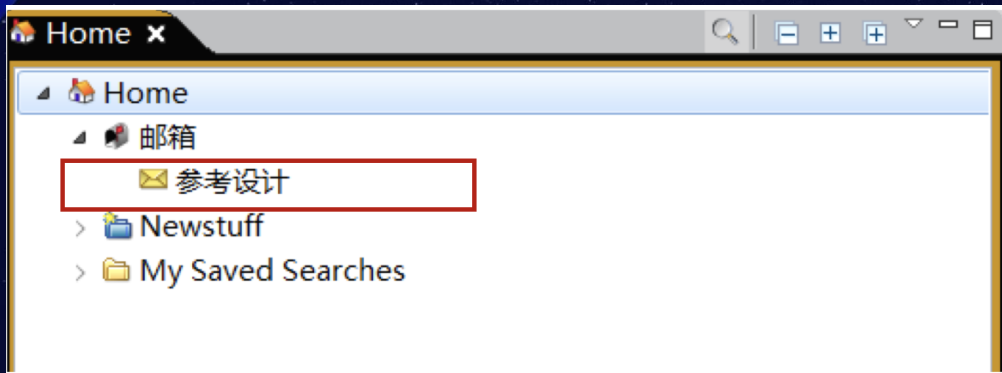 Home
Home
邮箱
参考设计
Newstuff
My Saved Searches